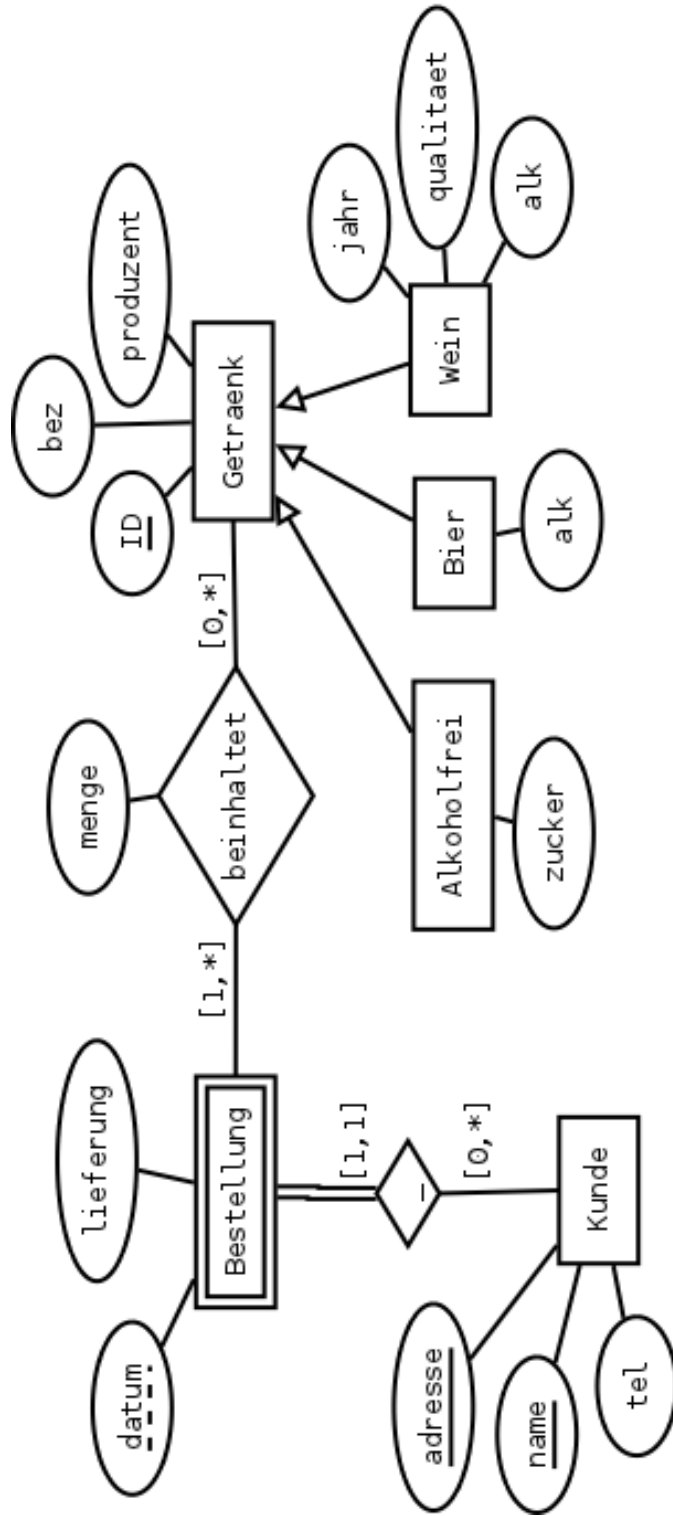 datum
lieferung
menge
ID
bez
produzent
Bestellung
[1,*]
beinhaltet
[0,*]
Getraenk
[1,1]
–
[0,*]
adresse
name
tel
Kunde
Alkoholfrei
zucker
Bier
alk
Wein
jahr
qualitaet
alk